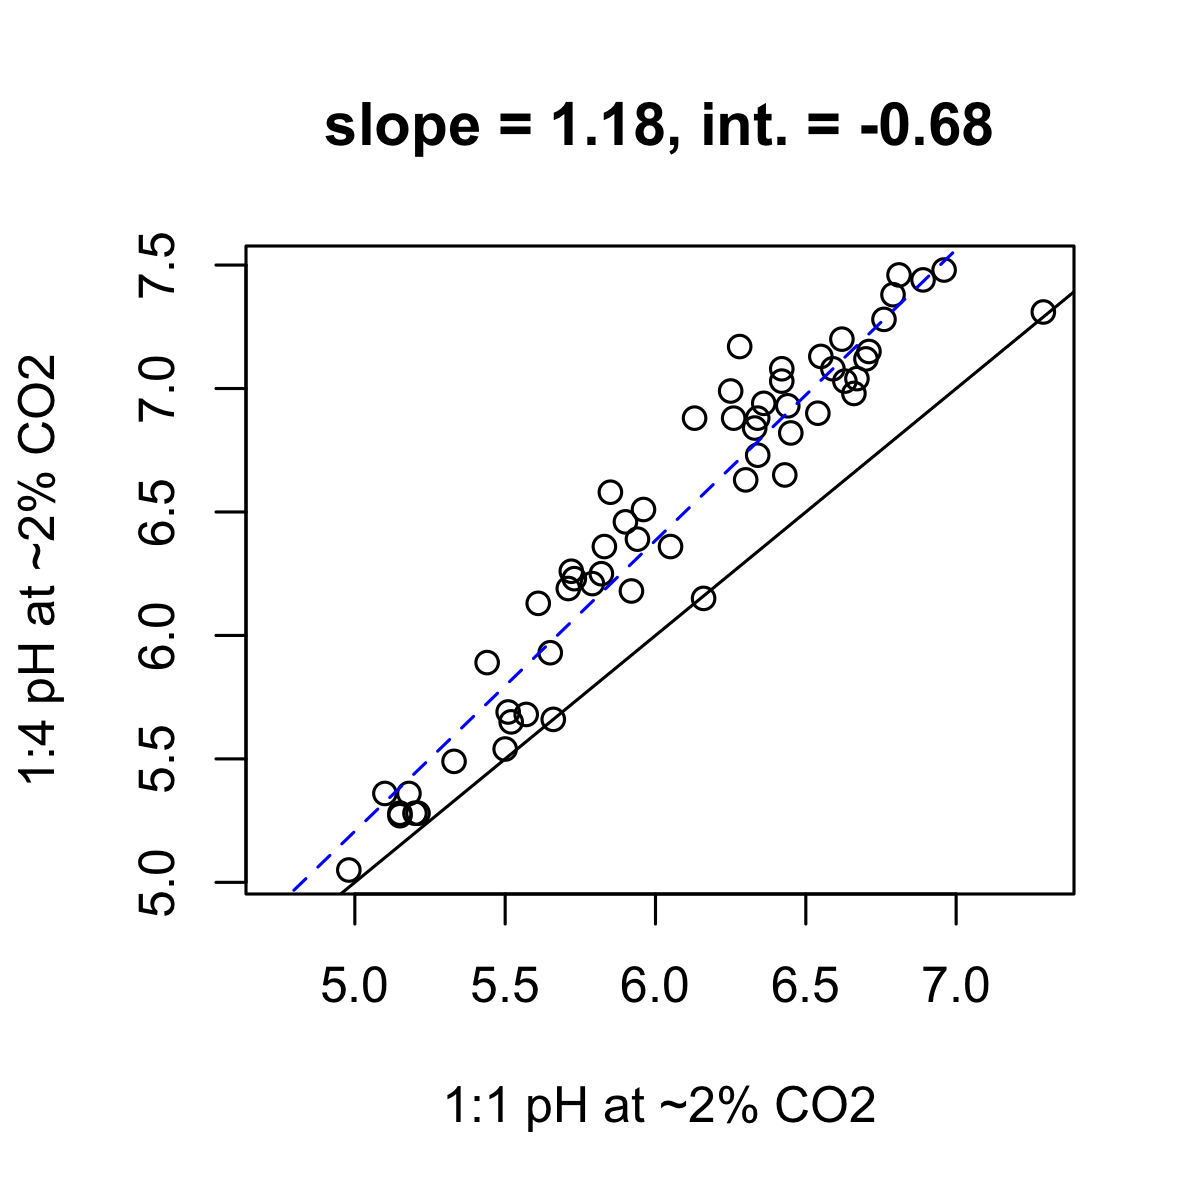 slope = 1.18, int. = -0.68
1:4 pH at ~2% CO2
7.5
7.0
6.5
6.0
5.5
5.0
5.0 5.5 6.0 6.5 7.0
1:1 pH at ~2% CO2